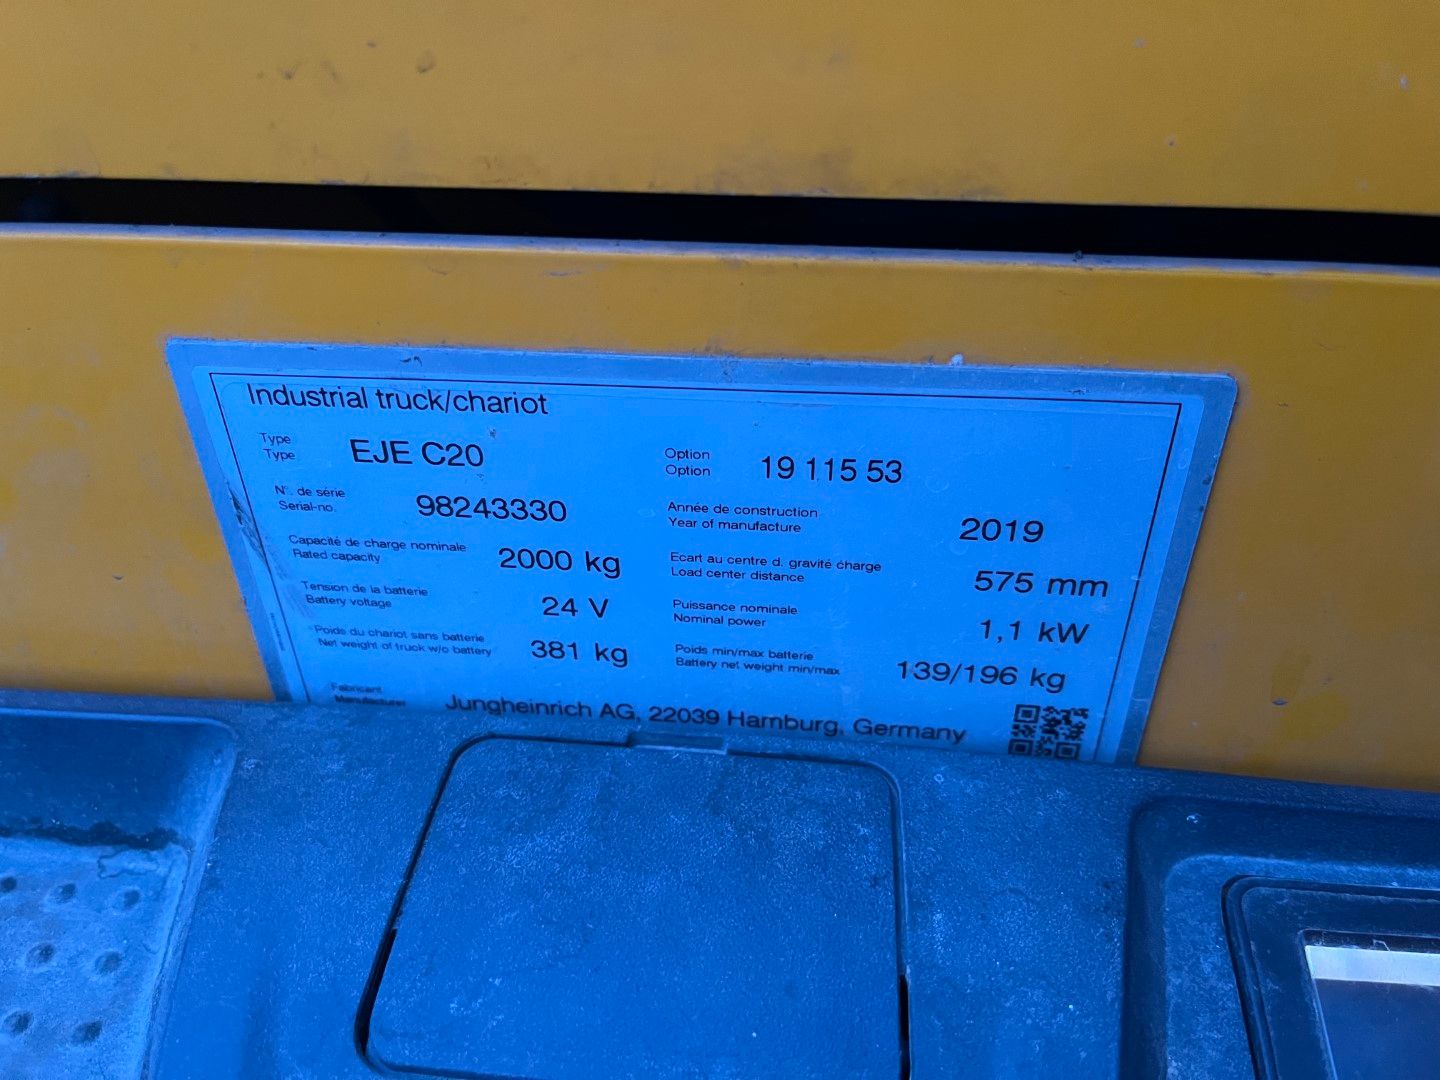 Industrial truck/chariot
Type
Type
EJE C20
Option
Option
19 115 53
N°. de série
Serial-no.
98243330
Année de construction
Year of manufacture
2019
Capacité de charge nominale
Rated capacity
2000 kg
Ecart au centre d. gravité charge
Load center distance
575 mm
Tension de la batterie
Battery voltage
24 V
Puissance nominale
Nominal power
1,1 kW
Poids du chariot sans batterie
Net weight of truck w/o battery
381 kg
Poids min/max batterie
Battery net weight min/max
139/196 kg
Fabricant
Manufacturer
Jungheinrich AG, 22039 Hamburg, Germany